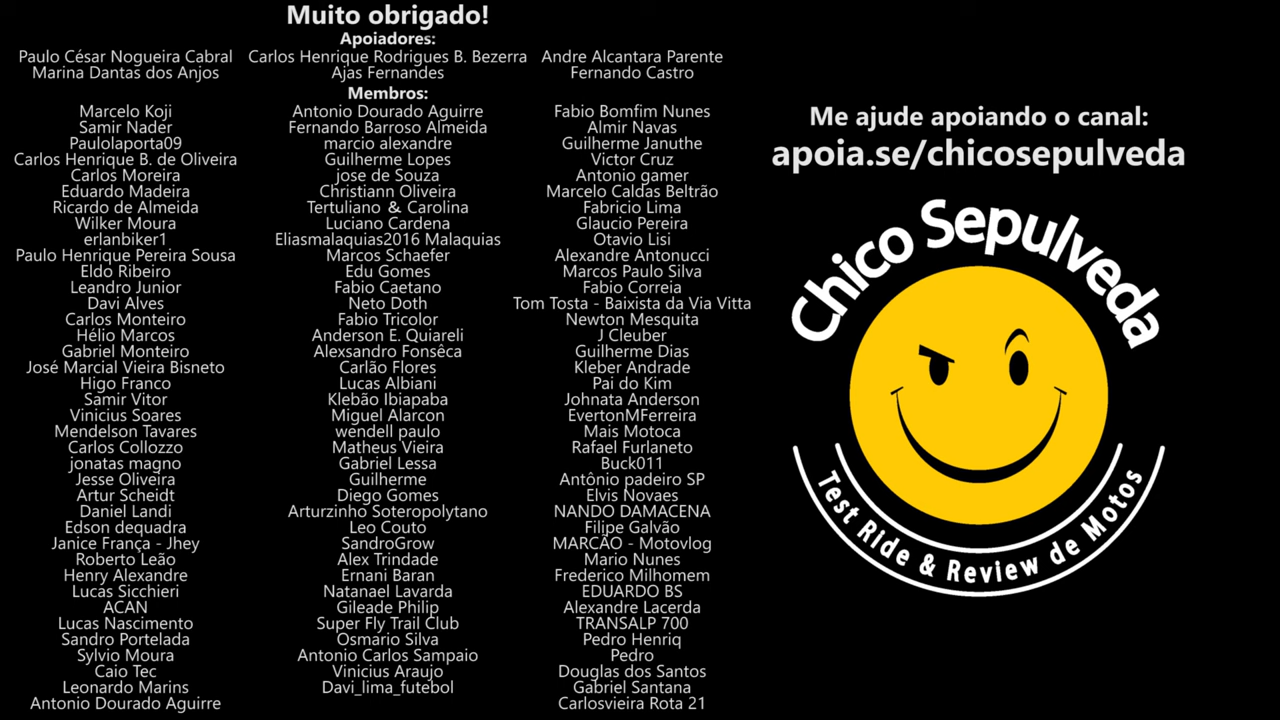 Muito obrigado!
Apoiadores:
Paulo César Nogueira Cabral
Carlos Henrique Rodrigues B. Bezerra
Andre Alcantara Parente
Marina Dantas dos Anjos
Ajas Fernandes
Fernando Castro
Membros:
Marcelo Koji
Samir Nader
Paulolaporta09
Carlos Henrique B. de Oliveira
Carlos Moreira
Eduardo Madeira
Ricardo de Almeida
Wilker Moura
erlanbiker1
Paulo Henrique Pereira Sousa
Eldo Ribeiro
Leandro Junior
Davi Alves
Carlos Monteiro
Hélio Marcos
Gabriel Monteiro
José Marcial Vieira Bisneto
Higo Franco
Samir Vitor
Vinicius Soares
Mendelson Tavares
Carlos Collozzo
jonatas magno
Jesse Oliveira
Artur Scheidt
Daniel Landi
Edson dequadra
Janice França - Jhey
Roberto Leão
Henry Alexandre
Lucas Sicchieri
ACAN
Lucas Nascimento
Sandro Portelada
Sylvio Moura
Caio Tec
Leonardo Marins
Antonio Dourado Aguirre
Antonio Dourado Aguirre
Fernando Barroso Almeida
marcio alexandre
Guilherme Lopes
jose de Souza
Christiann Oliveira
Tertuliano & Carolina
Luciano Cardena
Eliasmalaquias2016 Malaquias
Marcos Schaefer
Edu Gomes
Fabio Caetano
Neto Doth
Fabio Tricolor
Anderson E. Quiareli
Alexsandro Fonsêca
Carlão Flores
Lucas Albiani
Klebão Ibiapaba
Miguel Alarcon
wendell paulo
Matheus Vieira
Gabriel Lessa
Guilherme
Diego Gomes
Arturzinho Soteropolytano
Leo Couto
SandroGrow
Alex Trindade
Ernani Baran
Natanael Lavarda
Gileade Philip
Super Fly Trail Club
Osmario Silva
Antonio Carlos Sampaio
Vinicius Araujo
Davi_lima_futebol
Fabio Bomfim Nunes
Almir Navas
Guilherme Januthe
Victor Cruz
Antonio gamer
Marcelo Caldas Beltrão
Fabricio Lima
Glaucio Pereira
Otavio Lisi
Alexandre Antonucci
Marcos Paulo Silva
Fabio Correia
Tom Tosta - Baixista da Via Vitta
Newton Mesquita
J Cleuber
Guilherme Dias
Kleber Andrade
Pai do Kim
Johnata Anderson
EvertonMFerreira
Mais Motoca
Rafael Furlaneto
Buck011
Antônio padeiro SP
Elvis Novaes
NANDO DAMACENA
Filipe Galvão
MARCÃO - Motovlog
Mario Nunes
Frederico Milhomem
EDUARDO BS
Alexandre Lacerda
TRANSALP 700
Pedro Henriq
Pedro
Douglas dos Santos
Gabriel Santana
Carlosvieira Rota 21
Me ajude apoiando o canal:
apoia.se/chicosepulveda
Chico Sepulveda
Test Ride & Review de Motos